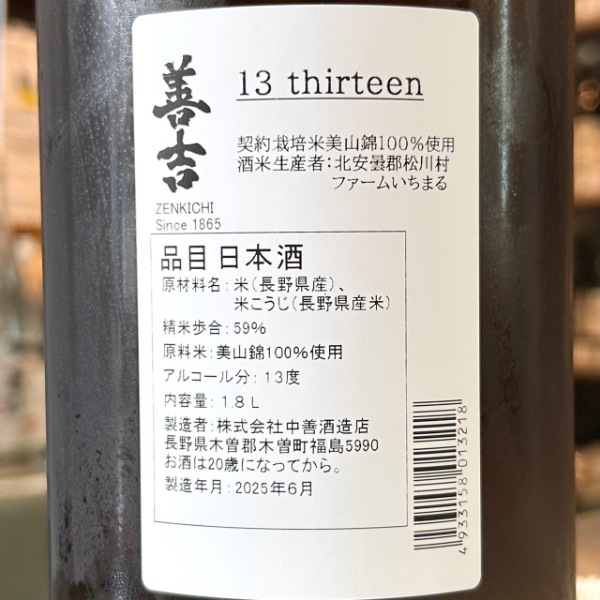 善吉
ZENKICHI
Since 1865
13 thirteen
契約栽培米美山錦100%使用
酒米生産者：北安曇郡松川村
ファームいちまる
品目 日本酒
原材料名：米（長野県産）、
米こうじ（長野県産米）
精米歩合：59%
原料米：美山錦100%使用
アルコール分：13度
内容量：1.8L
製造者：株式会社中善酒造店
長野県木曽郡木曽町福島5990
お酒は20歳になってから。
製造年月：2025年6月
4933158013218